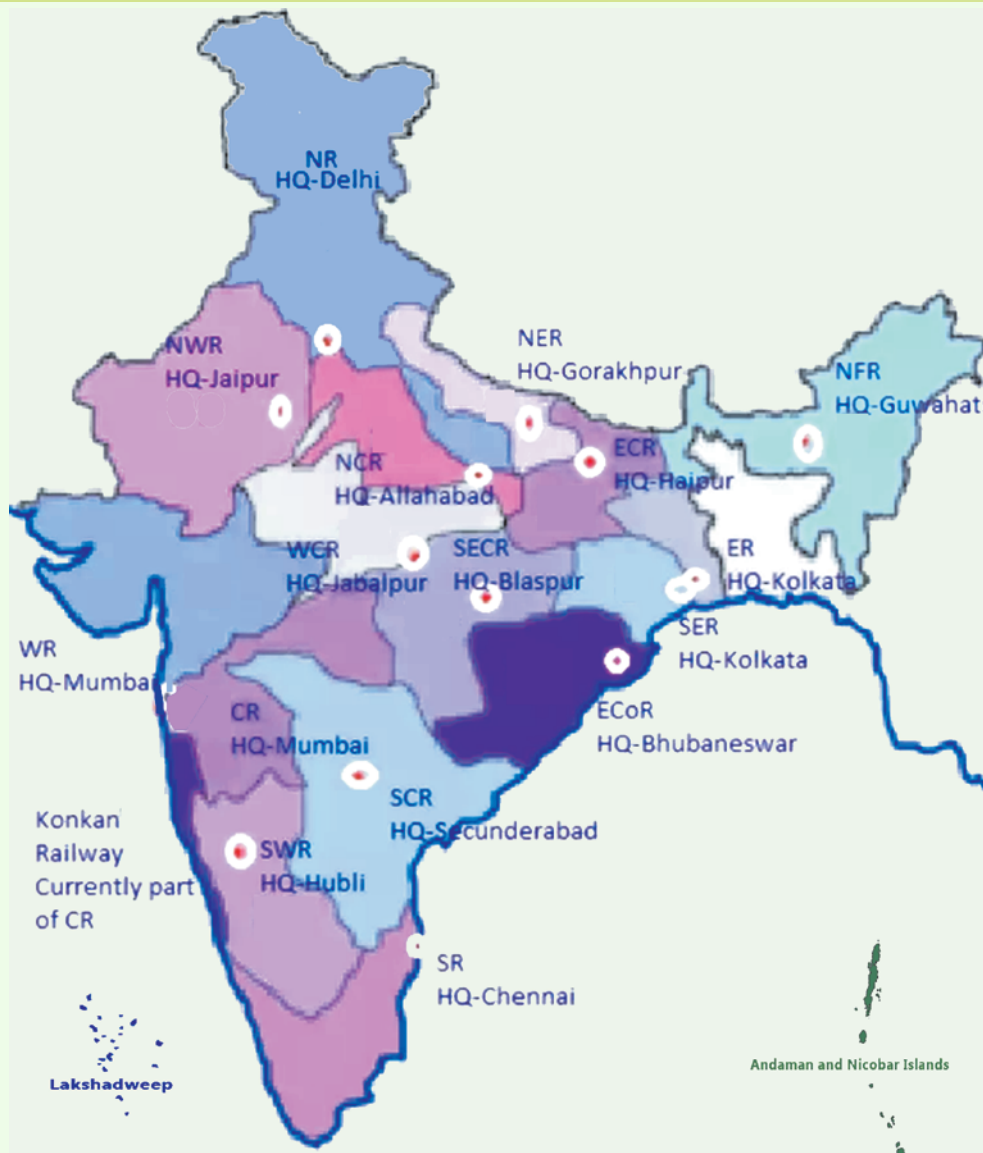 NR
HQ-Delhi
NWR
HQ-Jaipur
NER
HQ-Gorakhpur
NFR
HQ-Guwahat
NCR
HQ-Allahabad
ECR
HQ-Haipur
WCR
HQ-Jabalpur
SECR
HQ-Blaspur
ER
HQ-Kolkata
SER
HQ-Kolkata
WR
HQ-Mumbai
CR
HQ-Mumbai
ECoR
HQ-Bhubaneswar
SCR
HQ-Secunderabad
Konkan
Railway
Currently part
of CR
SWR
HQ-Hubli
SR
HQ-Chennai
Lakshadweep
Andaman and Nicobar Islands